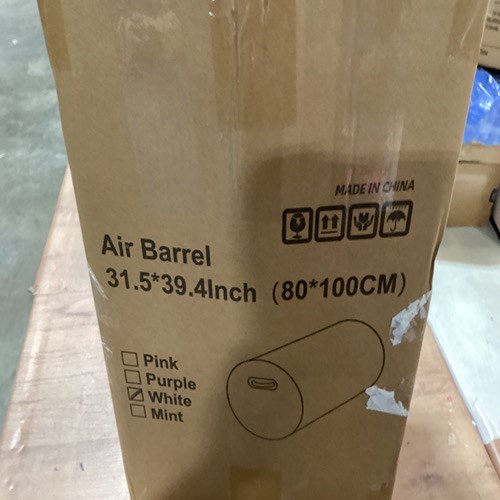 MADE IN CHINA
Air Barrel
31.5*39.4Inch (80*100CM)
Pink
Purple
White
Mint